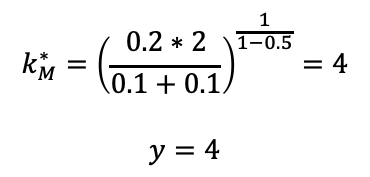 k*_M = (0.2 * 2 / 0.1 + 0.1)^(1 / 1−0.5) = 4
y = 4